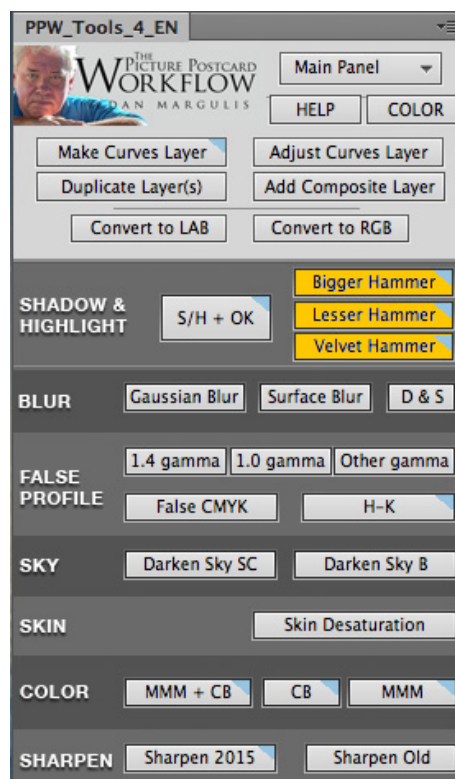 PPW_Tools_4_EN
THE
PICTURE POSTCARD
WORKFLOW
DAN MARGULIS
Main Panel
HELP COLOR
Make Curves Layer Adjust Curves Layer
Duplicate Layer(s) Add Composite Layer
Convert to LAB Convert to RGB
SHADOW &
HIGHLIGHT
S/H + OK
Bigger Hammer
Lesser Hammer
Velvet Hammer
BLUR Gaussian Blur Surface Blur D & S
FALSE
PROFILE
1.4 gamma 1.0 gamma Other gamma
False CMYK H-K
SKY Darken Sky SC Darken Sky B
SKIN Skin Desaturation
COLOR MMM + CB CB MMM
SHARPEN Sharpen 2015 Sharpen Old